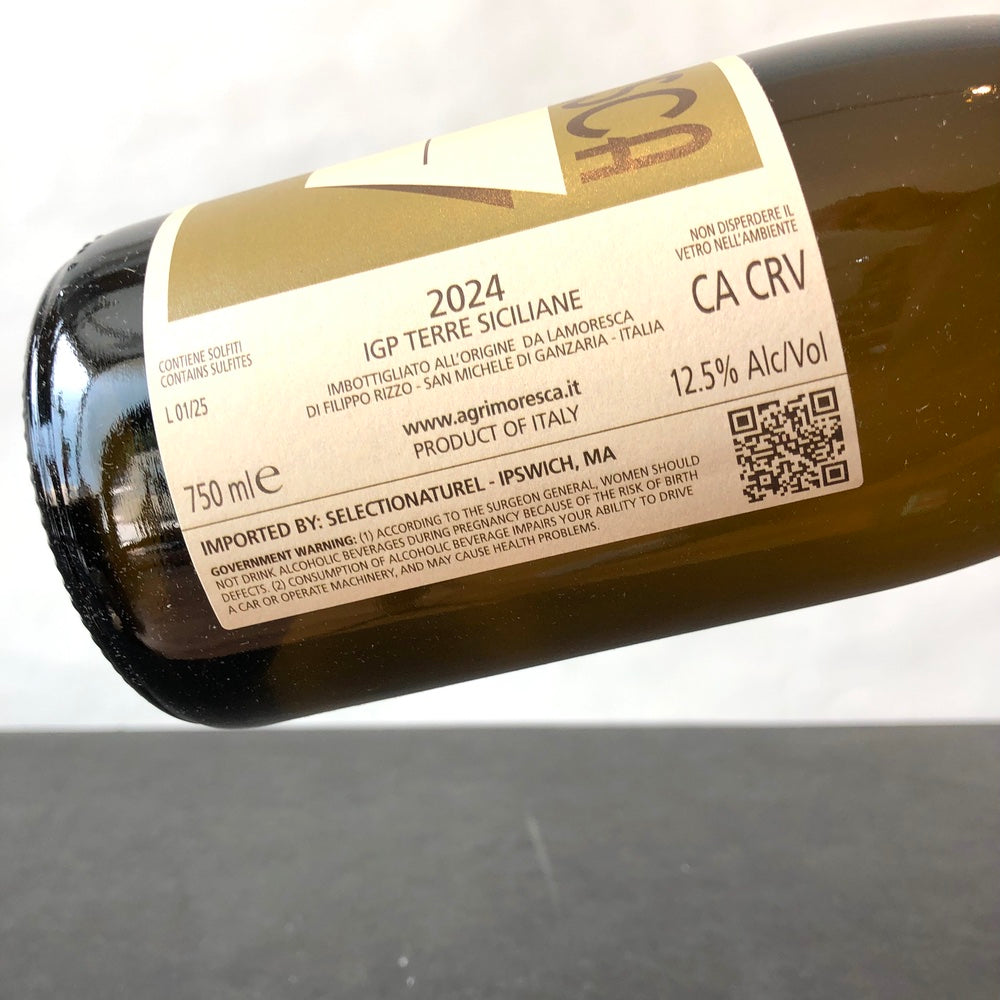 SCA
2024
IGP TERRE SICILIANE
IMBOTTIGLIATO ALL'ORIGINE DA LAMORESCA
DI FILIPPO RIZZO - SAN MICHELE DI GANZARIA - ITALIA
www.agrimoresca.it
PRODUCT OF ITALY
CONTIENE SOLFITI
CONTAINS SULFITES
L 01/25
750 ml e
NON DISPERDERE IL
VETRO NELL'AMBIENTE
CA CRV
12.5% Alc/Vol
IMPORTED BY: SELECTIONATUREL - IPSWICH, MA
GOVERNMENT WARNING: (1) ACCORDING TO THE SURGEON GENERAL, WOMEN SHOULD
NOT DRINK ALCOHOLIC BEVERAGES DURING PREGNANCY BECAUSE OF THE RISK OF BIRTH
DEFECTS. (2) CONSUMPTION OF ALCOHOLIC BEVERAGE IMPAIRS YOUR ABILITY TO DRIVE
A CAR OR OPERATE MACHINERY, AND MAY CAUSE HEALTH PROBLEMS.